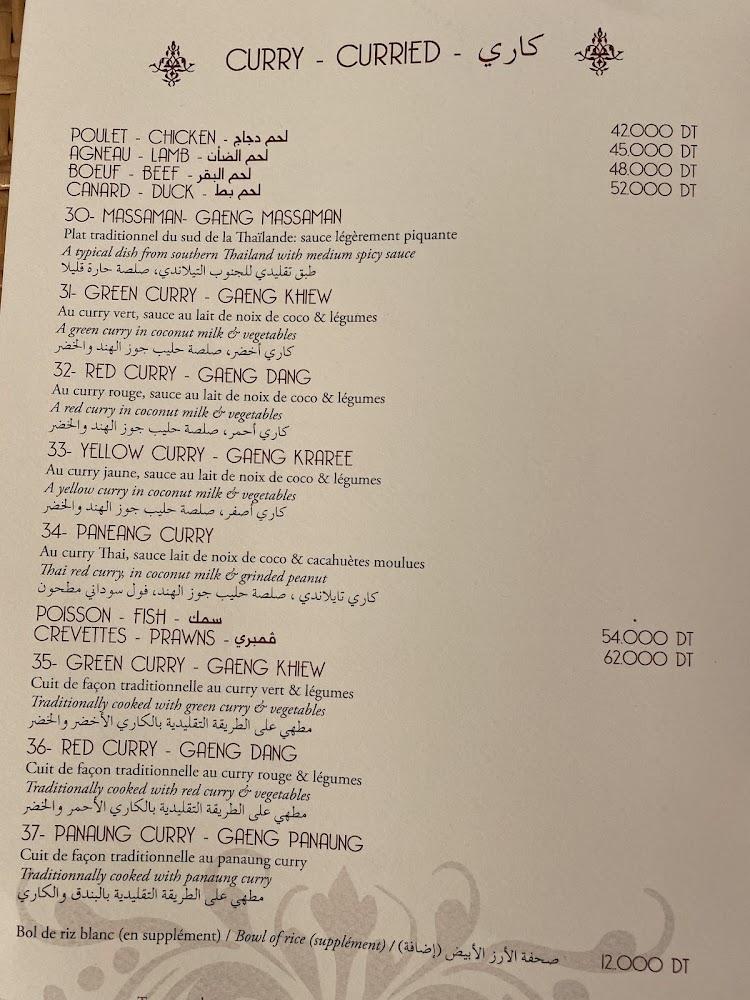 CURRY - CURRIED - كاري
POULET - CHICKEN - لحم دجاج 42.000 DT
AGNEAU - LAMB - لحم الضأن 45.000 DT
BOEUF - BEEF - لحم البقر 48.000 DT
CANARD - DUCK - لحم بط 52.000 DT
30- MASSAMAN- GAENG MASSAMAN
Plat traditionnel du sud de la Thaïlande: sauce légèrement piquante
A typical dish from southern Thailand with medium spicy sauce
طبق تقليدي للجنوب التيلاندي، صلصة حارة قليلا
31- GREEN CURRY - GAENG KHIEW
Au curry vert, sauce au lait de noix de coco & légumes
A green curry in coconut milk & vegetables
كاري أخضر، صلصة حليب جوز الهند والخضر
32- RED CURRY - GAENG DANG
Au curry rouge, sauce au lait de noix de coco & légumes
A red curry in coconut milk & vegetables
كاري أحمر، صلصة حليب جوز الهند والخضر
33- YELLOW CURRY - GAENG KRAREE
Au curry jaune, sauce au lait de noix de coco & légumes
A yellow curry in coconut milk & vegetables
كاري أصفر، صلصة حليب جوز الهند والخضر
34- PANEANG CURRY
Au curry Thai, sauce lait de noix de coco & cacahuètes moulues
Thai red curry, in coconut milk & grinded peanut
كاري تايلاندي ، صلصة حليب جوز الهند، فول سوداني مطحون
POISSON - FISH - سمك 54.000 DT
CREVETTES - PRAWNS - ڨمبري 62.000 DT
35- GREEN CURRY - GAENG KHIEW
Cuit de façon traditionnelle au curry vert & légumes
Traditionally cooked with green curry & vegetables
مطهي على الطريقة التقليدية بالكاري الأخضر والخضر
36- RED CURRY - GAENG DANG
Cuit de façon traditionnelle au curry rouge & légumes
Traditionally cooked with red curry & vegetables
مطهي على الطريقة التقليدية بالكاري الأحمر والخضر
37- PANAUNG CURRY - GAENG PANAUNG
Cuit de façon traditionnelle au panaung curry
Traditionnally cooked with panaung curry
مطهي على الطريقة التقليدية بالبندق والكاري
Bol de riz blanc (en supplément) / Bowl of rice (supplément) / صحفة الأرز الأبيض (إضافة) 12.000 DT